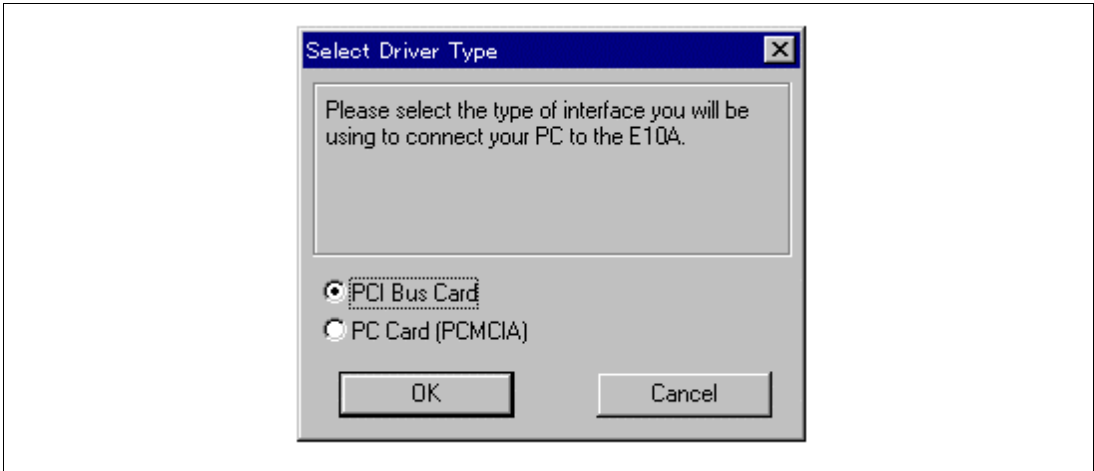 Select Driver Type
Please select the type of interface you will be
using to connect your PC to the E10A.
PCI Bus Card
PC Card (PCMCIA)
OK
Cancel